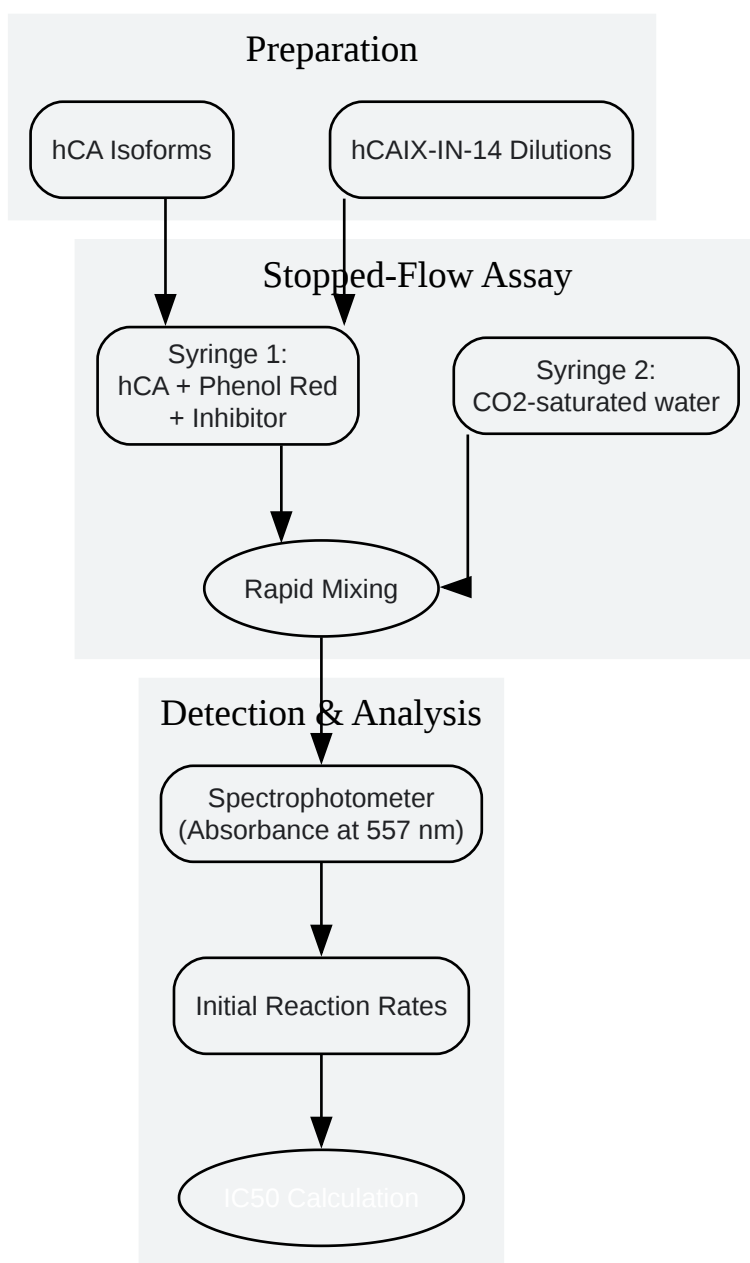 Preparation
hCA Isoforms
hCAIX-IN-14 Dilutions
Stopped-Flow Assay
Syringe 1:
hCA + Phenol Red
+ Inhibitor
Syringe 2:
CO2-saturated water
Rapid Mixing
Detection & Analysis
Spectrophotometer
(Absorbance at 557 nm)
Initial Reaction Rates
IC50 Calculation